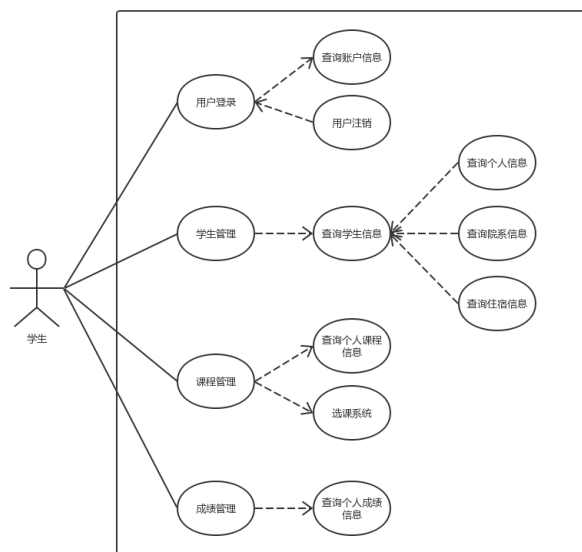 查询账户信息
用户登录
用户注销
查询个人信息
学生管理
查询学生信息
查询院系信息
查询住宿信息
学生
查询个人课程
信息
课程管理
选课系统
成绩管理
查询个人成绩
信息